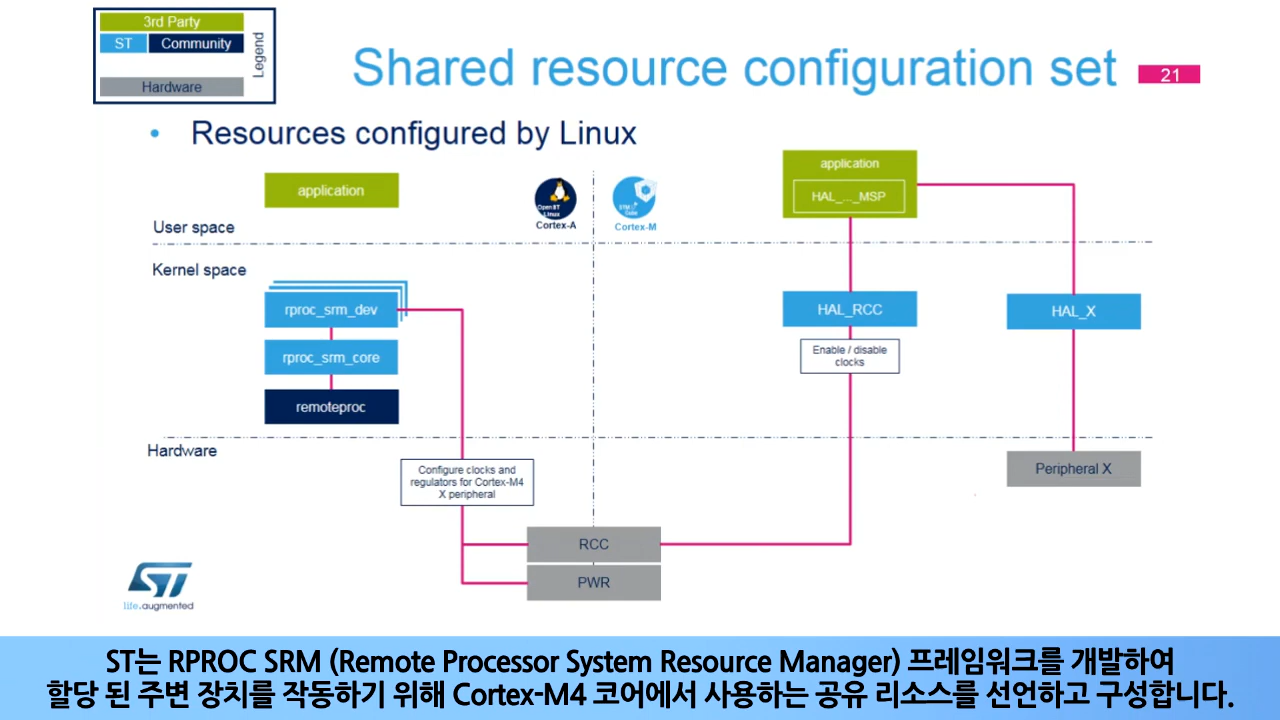 3rd Party
ST
Community
Legend
Hardware
Shared resource configuration set
21
• Resources configured by Linux
application
application
HAL_..._MSP
Cortex-A
Cortex-M
User space
Kernel space
rproc_srm_dev
HAL_RCC
HAL_X
rproc_srm_core
Enable / disable
clocks
remoteproc
Hardware
Configure clocks and
regulators for Cortex-M4
X peripheral
Peripheral X
RCC
PWR
ST
life.augmented
ST는 RPROC SRM (Remote Processor System Resource Manager) 프레임워크를 개발하여
할당 된 주변 장치를 작동하기 위해 Cortex-M4 코어에서 사용하는 공유 리소스를 선언하고 구성합니다.